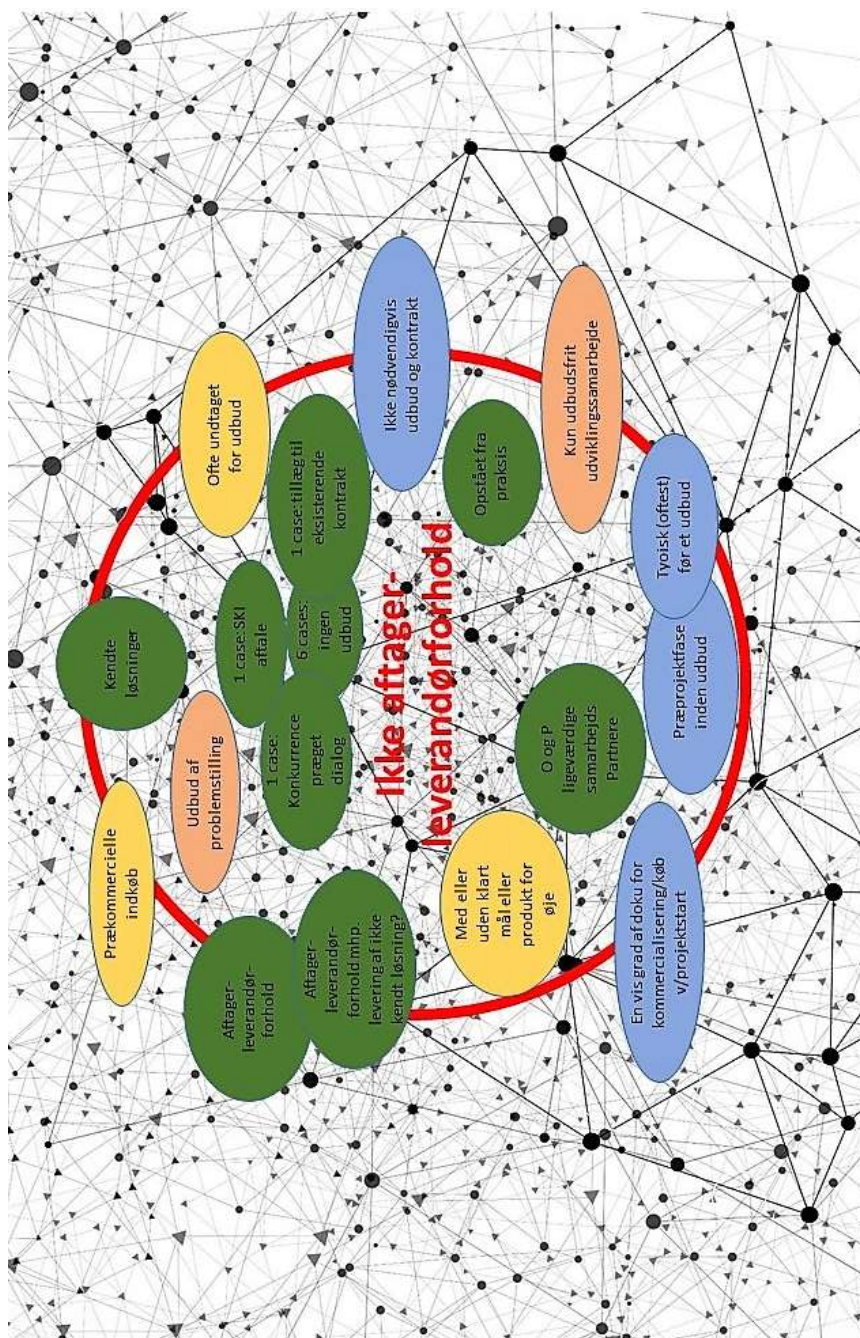 Prækommercielle
indkøb
Kendte
løsninger
Ofte undtaget
for udbud
Udbud af
problemstilling
1 case:SKI
aftale
Aftager-
leverandør-
forhold
1 case:
Konkurrence
præget
dialog
6 cases:
ingen
udbud
1 case:tillæg til
eksisterende
kontrakt
Aftager-
leverandør-
forhold mhp.
levering af ikke
kendt løsning?
Ikke aftager-
leverandørforhold
Ikke nødvendigvis
udbud og kontrakt
Med eller
uden klart
mål eller
produkt for
øje
O og P
ligeværdige
samarbejds
Partnere
Opstået fra
praksis
Kun udbudsfrit
udviklingssamarbejde
En vis grad af doku for
kommercialisering/køb
v/projektstart
Præprojektfase
inden udbud
Tyoisk (oftest)
før et udbud